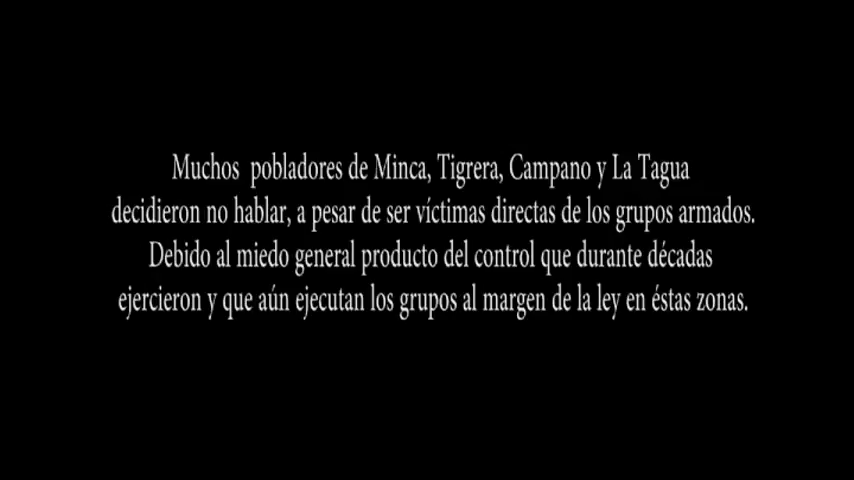 Muchos  pobladores de Minca, Tigrera, Campano y La Tagua
decidieron no hablar, a pesar de ser víctimas directas de los grupos armados.
Debido al miedo general producto del control que durante décadas
ejercieron y que aún ejecutan los grupos al margen de la ley en éstas zonas.